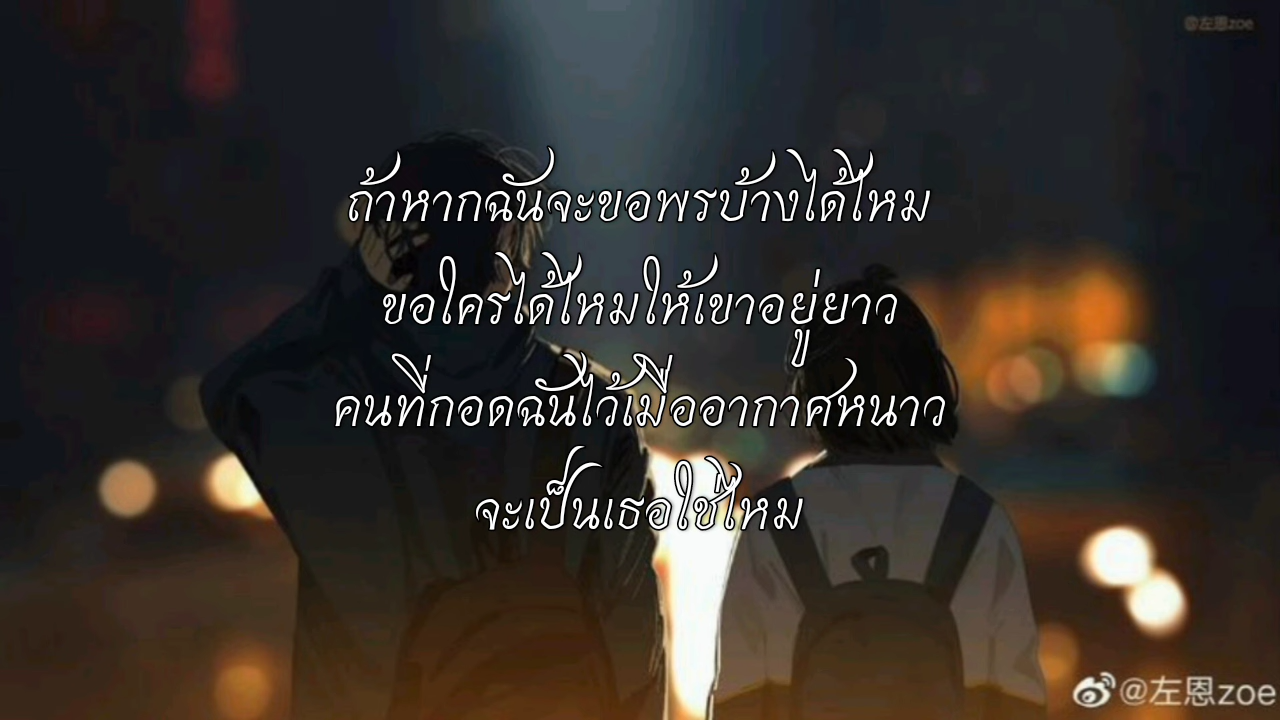 @左恩zoe
ถ้าหากฉันจะขอพรบ้างได้ไหม
ขอใครได้ไหมให้เขาอยู่ยาว
คนที่กอดฉันไว้เมื่ออากาศหนาว
จะเป็นเธอใช่ไหม
@左恩zoe